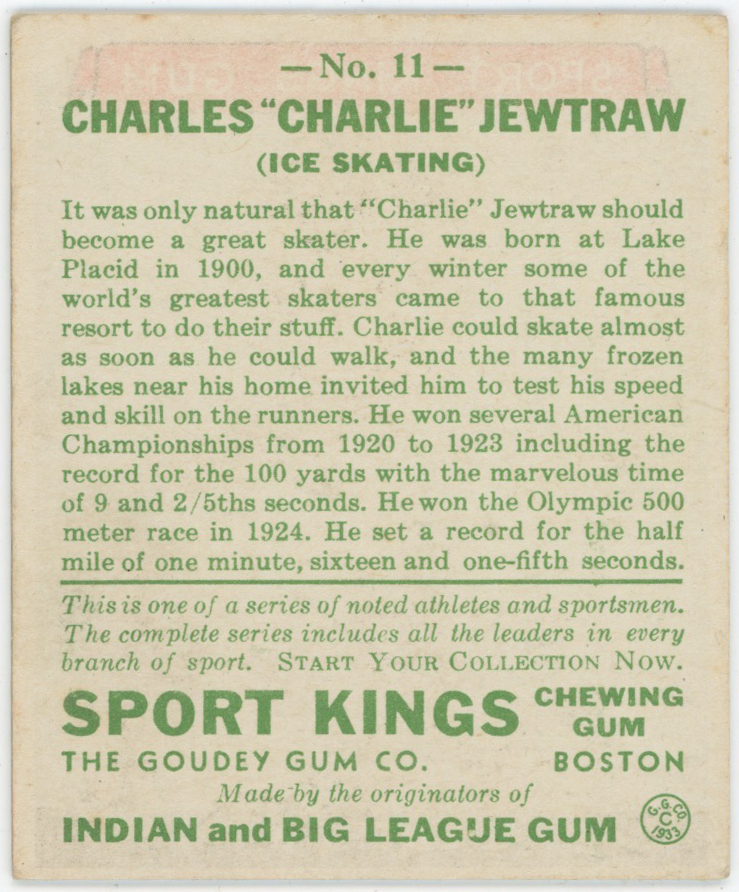 — No. 11 —
CHARLES “CHARLIE” JEWTRAW
(ICE SKATING)
It was only natural that “Charlie” Jewtraw should
become a great skater. He was born at Lake
Placid in 1900, and every winter some of the
world's greatest skaters came to that famous
resort to do their stuff. Charlie could skate almost
as soon as he could walk, and the many frozen
lakes near his home invited him to test his speed
and skill on the runners. He won several American
Championships from 1920 to 1923 including the
record for the 100 yards with the marvelous time
of 9 and 2/5ths seconds. He won the Olympic 500
meter race in 1924. He set a record for the half
mile of one minute, sixteen and one-fifth seconds.
This is one of a series of noted athletes and sportsmen.
The complete series includes all the leaders in every
branch of sport. START YOUR COLLECTION NOW.
SPORT KINGS CHEWING GUM
THE GOUDEY GUM CO. BOSTON
Made by the originators of
INDIAN and BIG LEAGUE GUM
G.G.CO.
C
1933